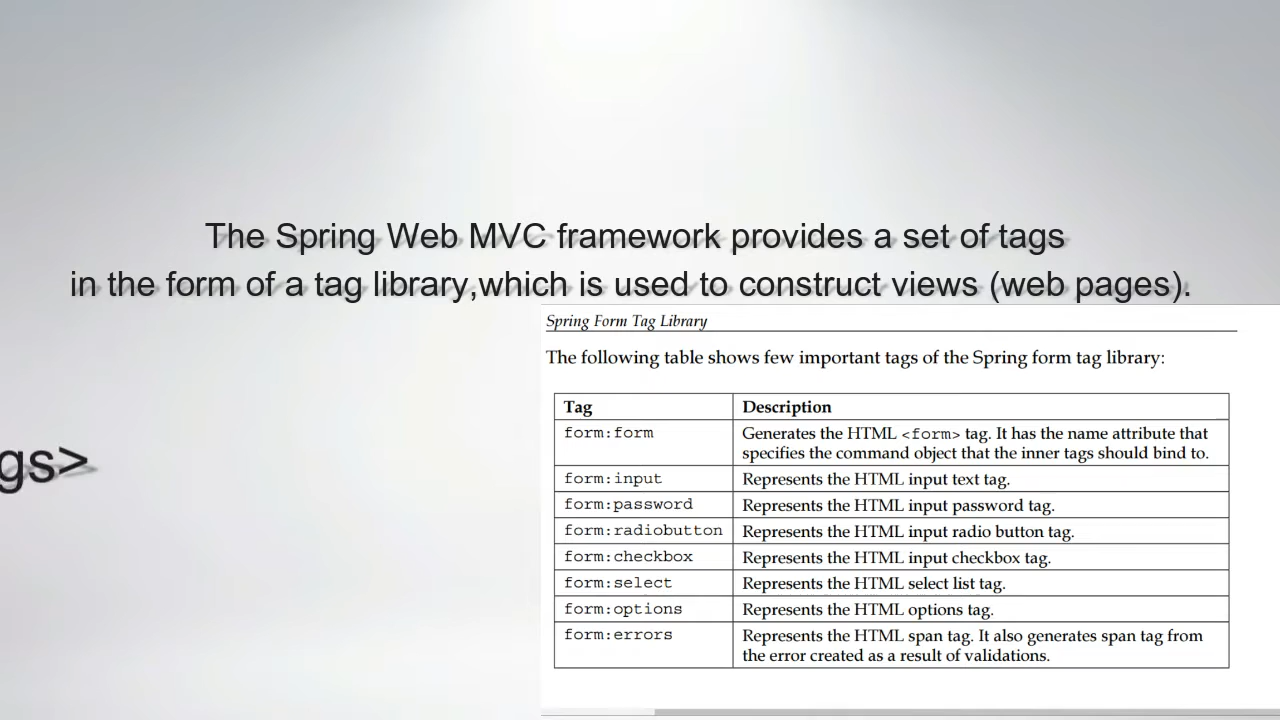 The Spring Web MVC framework provides a set of tags
in the form of a tag library,which is used to construct views (web pages).
gs>
Spring Form Tag Library
The following table shows few important tags of the Spring form tag library:
Tag Description
form:form Generates the HTML <form> tag. It has the name attribute that
specifies the command object that the inner tags should bind to.
form:input Represents the HTML input text tag.
form:password Represents the HTML input password tag.
form:radiobutton Represents the HTML input radio button tag.
form:checkbox Represents the HTML input checkbox tag.
form:select Represents the HTML select list tag.
form:options Represents the HTML options tag.
form:errors Represents the HTML span tag. It also generates span tag from
the error created as a result of validations.